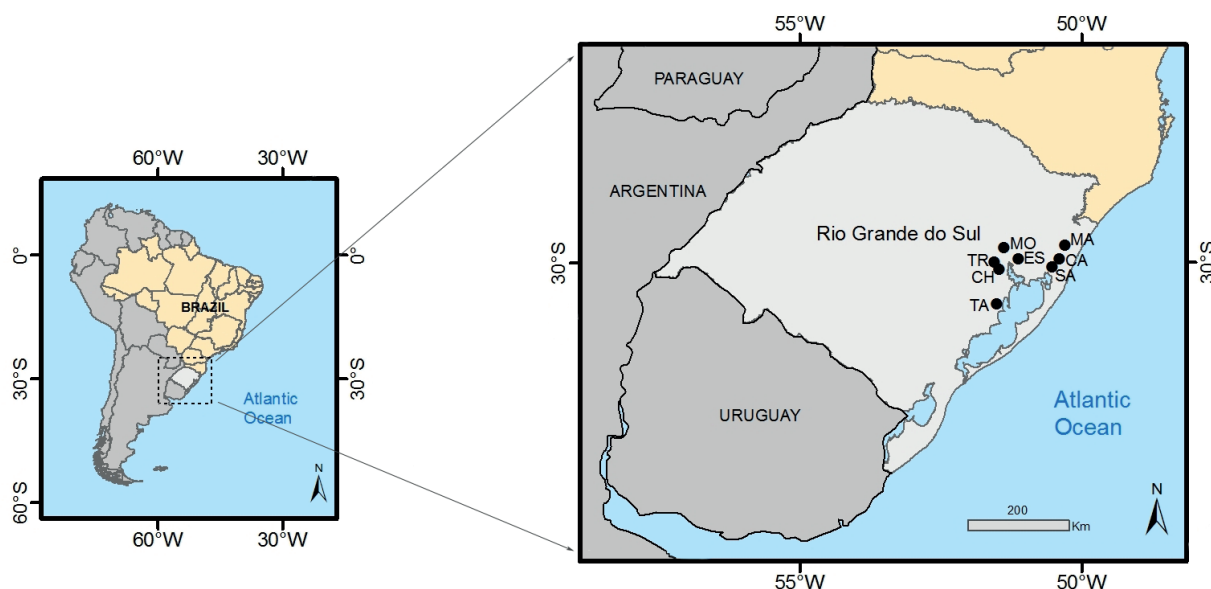 60°W 30°W
0° 0°
BRAZIL
30°S 30°S
Atlantic
Ocean
N
60°S 60°S
60°W 30°W
55°W 50°W
PARAGUAY
ARGENTINA
Rio Grande do Sul
MO
MA
TR
ES
CA
CH
SA
30°S 30°S
TA
URUGUAY
Atlantic
Ocean
N
200
Km
55°W 50°W